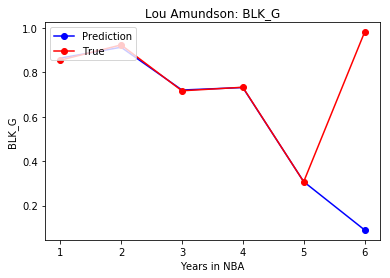 Lou Amundson: BLK_G
Prediction
True
1.0
0.8
0.6
0.4
0.2
BLK_G
1 2 3 4 5 6
Years in NBA